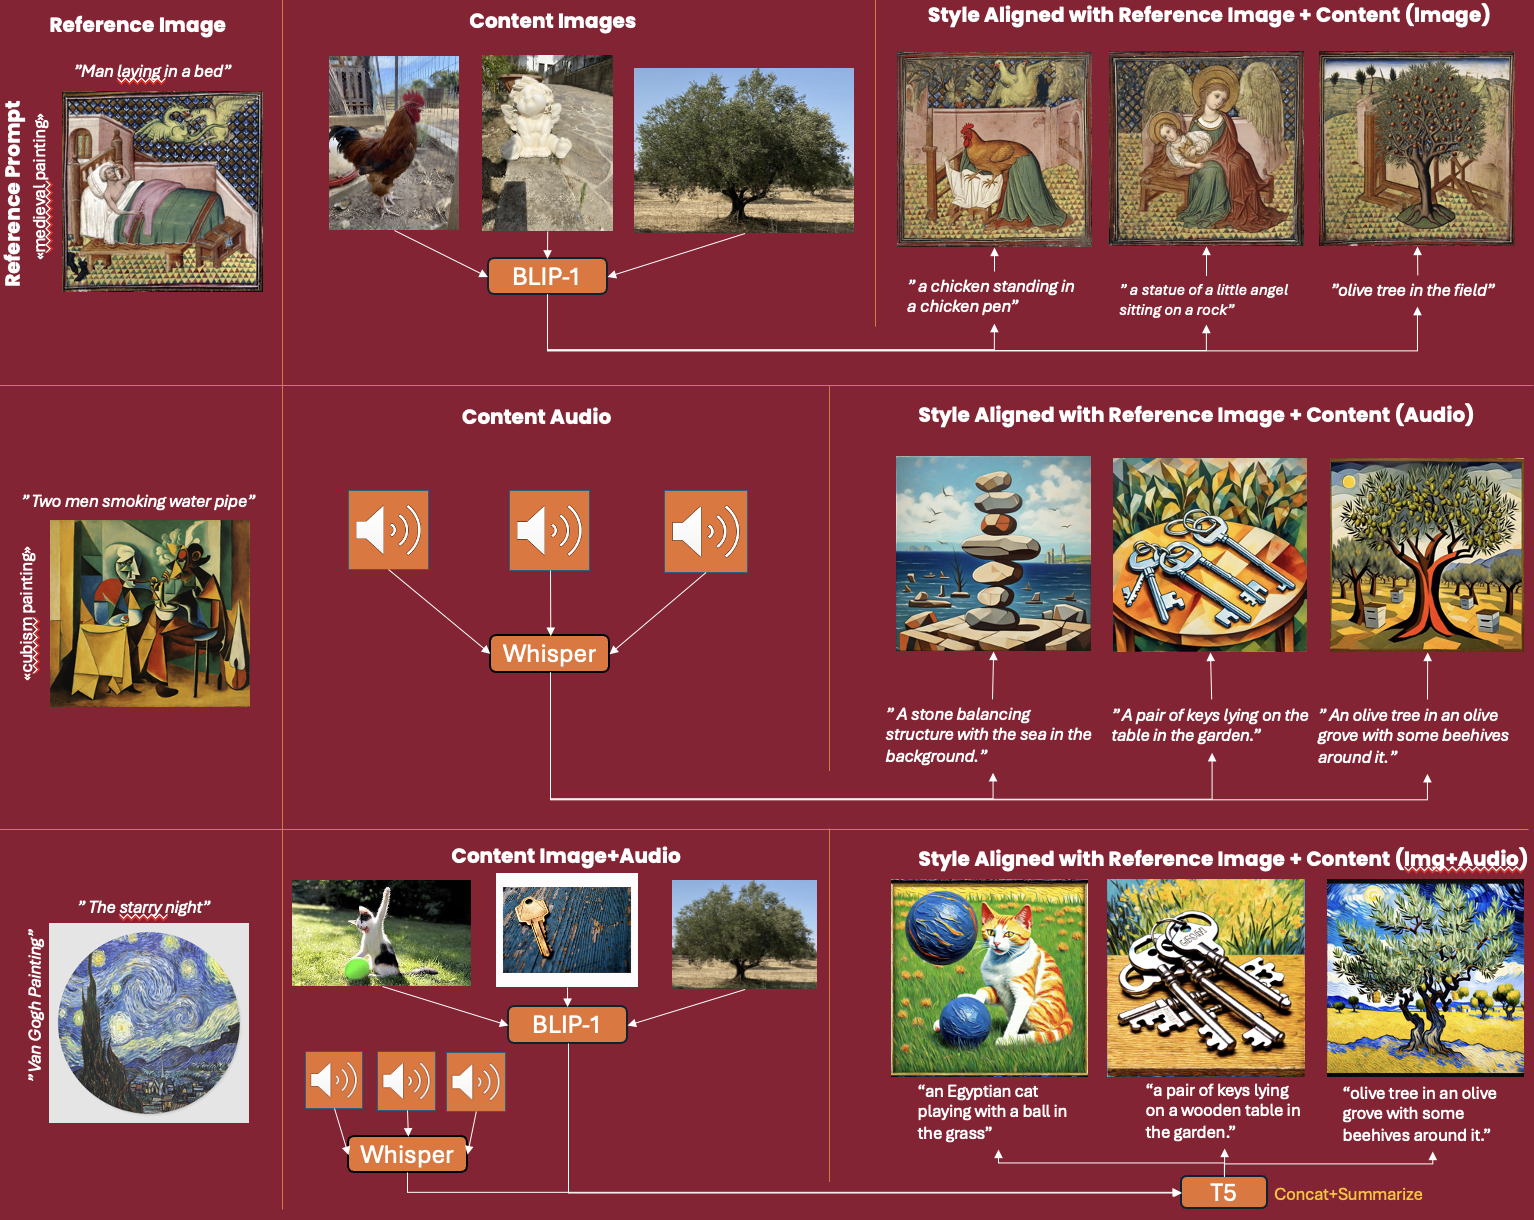 Reference Image
Content Images
Style Aligned with Reference Image + Content (Image)
”Man laying in a bed”
Reference Prompt
«medieval painting»
BLIP-1
” a chicken standing in
a chicken pen”
” a statue of a little angel
sitting on a rock”
”olive tree in the field”
Content Audio
Style Aligned with Reference Image + Content (Audio)
” Two men smoking water pipe”
«cubism painting»
Whisper
” A stone balancing
structure with the sea in the
background.”
” A pair of keys lying on the
table in the garden.”
” An olive tree in an olive
grove with some beehives
around it.”
Content Image+Audio
Style Aligned with Reference Image + Content (Img+Audio)
” The starry night”
”Van Gogh Painting”
BLIP-1
Whisper
“an Egyptian cat
playing with a ball in
the grass”
“a pair of keys lying
on a wooden table in
the garden.”
“olive tree in an olive
grove with some
beehives around it.”
T5
Concat+Summarize